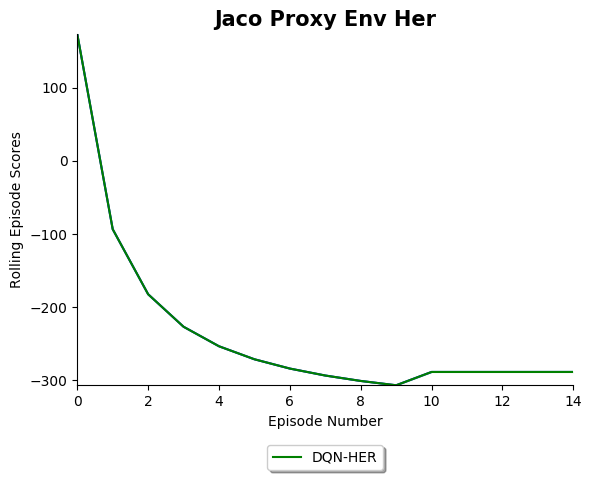 Jaco Proxy Env Her
Rolling Episode Scores
100
0
−100
−200
−300
0 2 4 6 8 10 12 14
Episode Number
DQN-HER